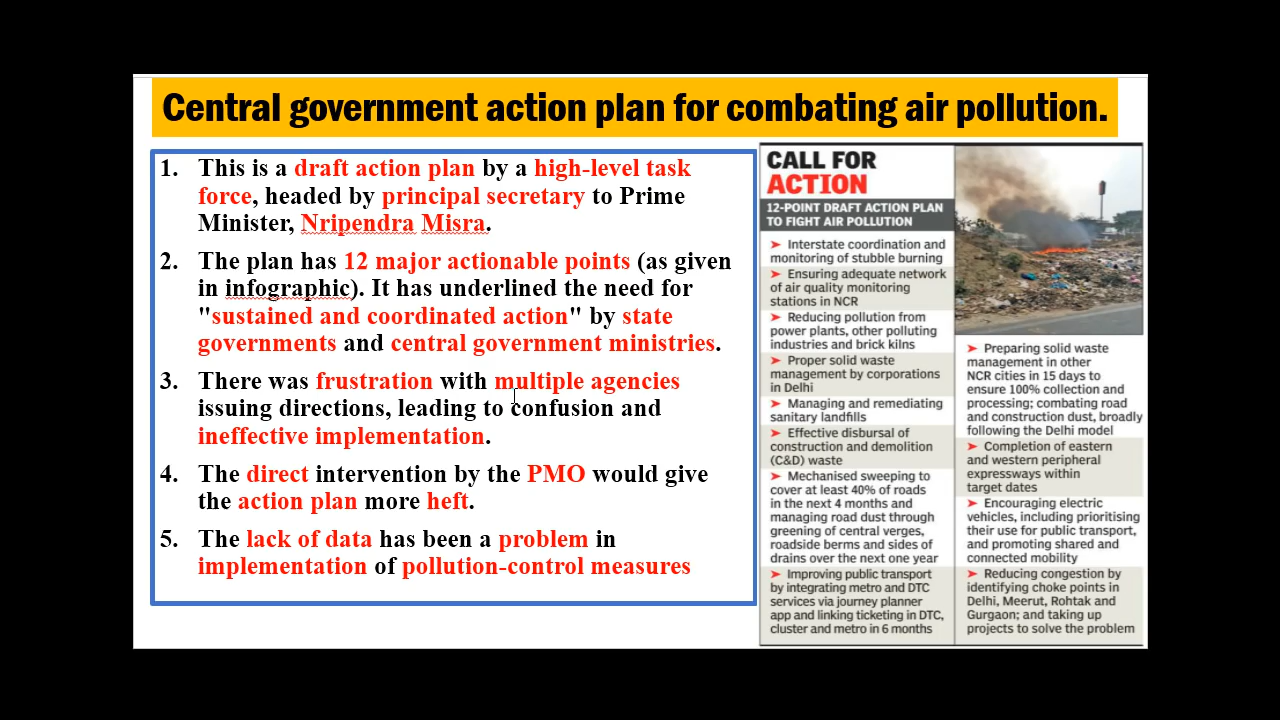 Central government action plan for combating air pollution.
1. This is a draft action plan by a high-level task
force, headed by principal secretary to Prime
Minister, Nripendra Misra.
2. The plan has 12 major actionable points (as given
in infographic). It has underlined the need for
"sustained and coordinated action" by state
governments and central government ministries.
3. There was frustration with multiple agencies
issuing directions, leading to confusion and
ineffective implementation.
4. The direct intervention by the PMO would give
the action plan more heft.
5. The lack of data has been a problem in
implementation of pollution-control measures
CALL FOR
ACTION
12-POINT DRAFT ACTION PLAN
TO FIGHT AIR POLLUTION
➤ Interstate coordination and
monitoring of stubble burning
➤ Ensuring adequate network
of air quality monitoring
stations in NCR
➤ Reducing pollution from
power plants, other polluting
industries and brick kilns
➤ Proper solid waste
management by corporations
in Delhi
➤ Managing and remediating
sanitary landfills
➤ Effective disbursal of
construction and demolition
(C&D) waste
➤ Mechanised sweeping to
cover at least 40% of roads
in the next 4 months and
managing road dust through
greening of central verges,
roadside berms and sides of
drains over the next one year
➤ Improving public transport
by integrating metro and DTC
services via journey planner
app and linking ticketing in DTC,
cluster and metro in 6 months
➤ Preparing solid waste
management in other
NCR cities in 15 days to
ensure 100% collection and
processing; combating road
and construction dust, broadly
following the Delhi model
➤ Completion of eastern
and western peripheral
expressways within
target dates
➤ Encouraging electric
vehicles, including prioritising
their use for public transport,
and promoting shared and
connected mobility
➤ Reducing congestion by
identifying choke points in
Delhi, Meerut, Rohtak and
Gurgaon; and taking up
projects to solve the problem